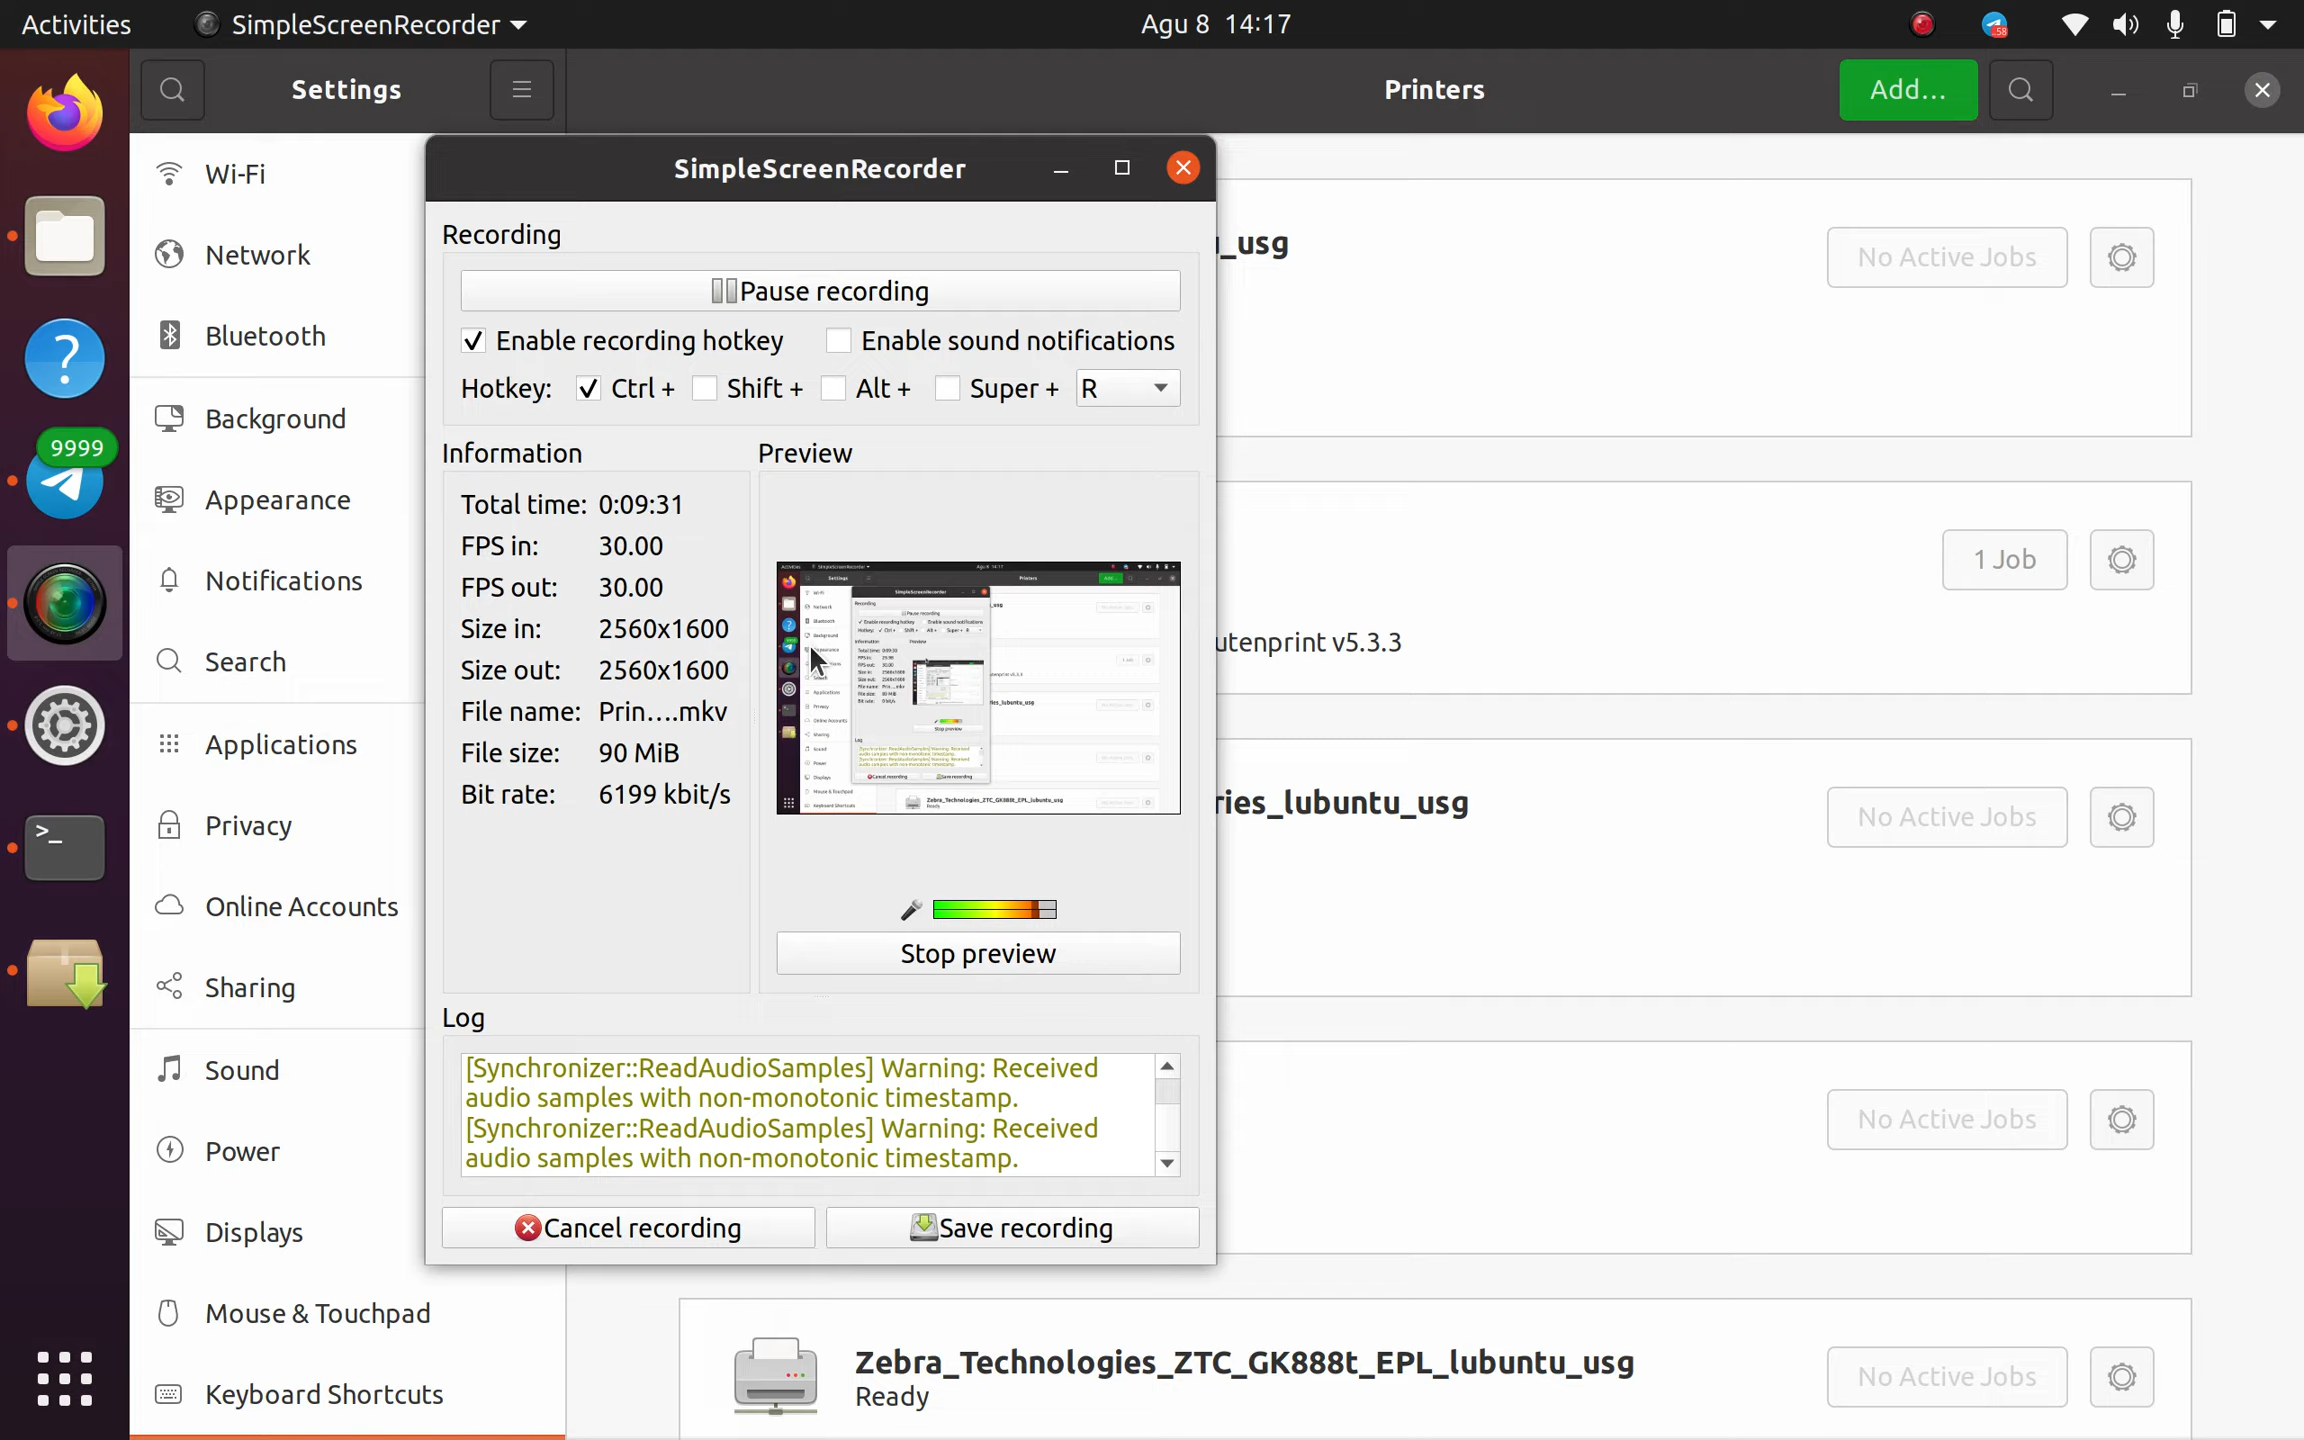 Activities
SimpleScreenRecorder
Agu 8 14:17
58
Settings
Printers
Add...
Wi-Fi
Network
Bluetooth
Background
Appearance
Notifications
Search
Applications
Privacy
Online Accounts
Sharing
Sound
Power
Displays
Mouse & Touchpad
Keyboard Shortcuts
9999
SimpleScreenRecorder
Recording
Pause recording
Enable recording hotkey
Enable sound notifications
Hotkey: Ctrl + Shift + Alt + Super + R
Information
Total time: 0:09:31
FPS in: 30.00
FPS out: 30.00
Size in: 2560x1600
Size out: 2560x1600
File name: Prin....mkv
File size: 90 MiB
Bit rate: 6199 kbit/s
Preview
Stop preview
Log
[Synchronizer::ReadAudioSamples] Warning: Received
audio samples with non-monotonic timestamp.
[Synchronizer::ReadAudioSamples] Warning: Received
audio samples with non-monotonic timestamp.
Cancel recording
Save recording
_usg
No Active Jobs
1 Job
utenprint v5.3.3
ries_lubuntu_usg
No Active Jobs
No Active Jobs
Zebra_Technologies_ZTC_GK888t_EPL_lubuntu_usg
Ready
No Active Jobs